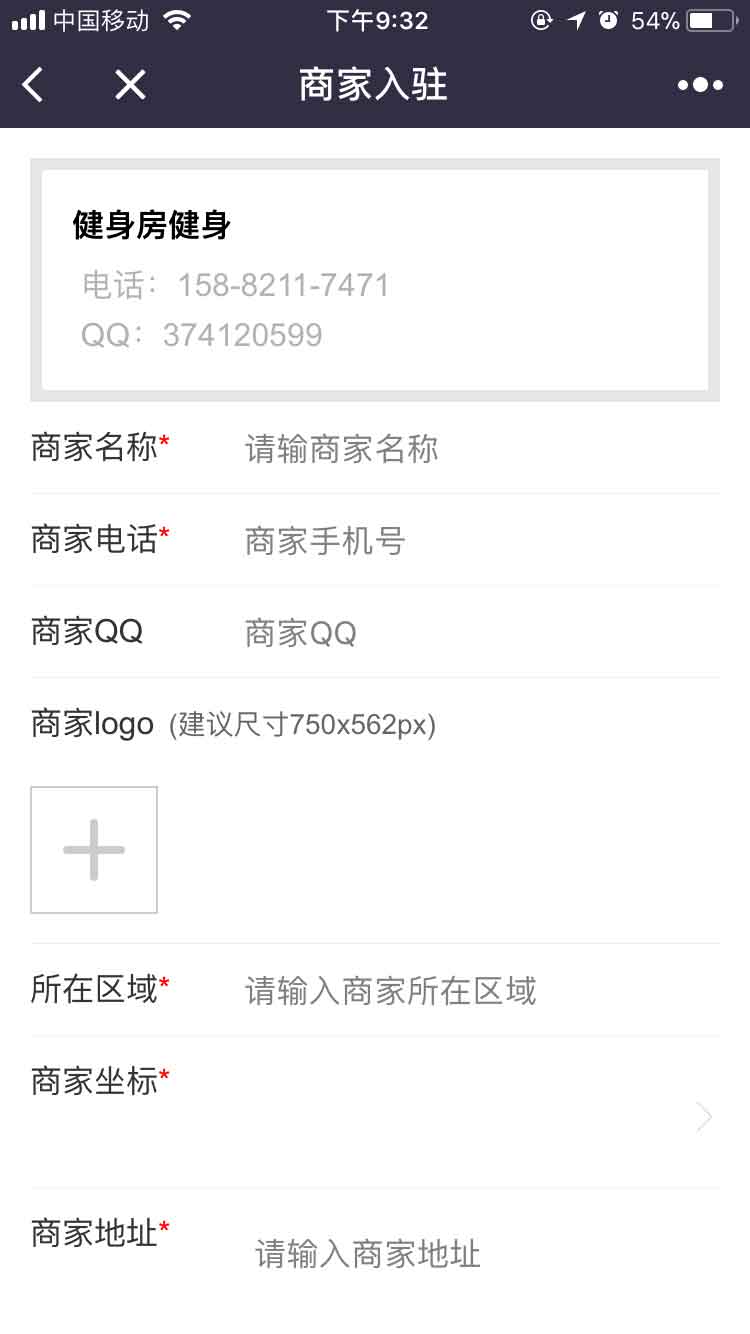 中国移动 下午9:32 54%
商家入驻
健身房健身
电话：158-8211-7471
QQ：374120599
商家名称* 请输商家名称
商家电话* 商家手机号
商家QQ 商家QQ
商家logo (建议尺寸750x562px)
所在区域* 请输入商家所在区域
商家坐标*
商家地址* 请输入商家地址